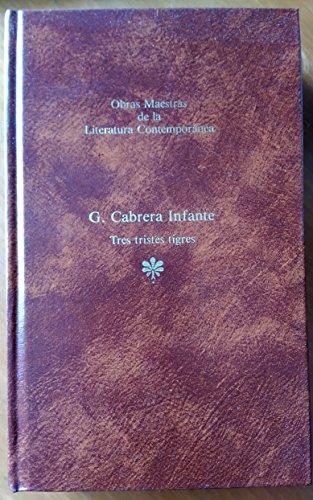 Obras Maestras
de la
Literatura Contemporánea
G. Cabrera Infante
Tres tristes tigres